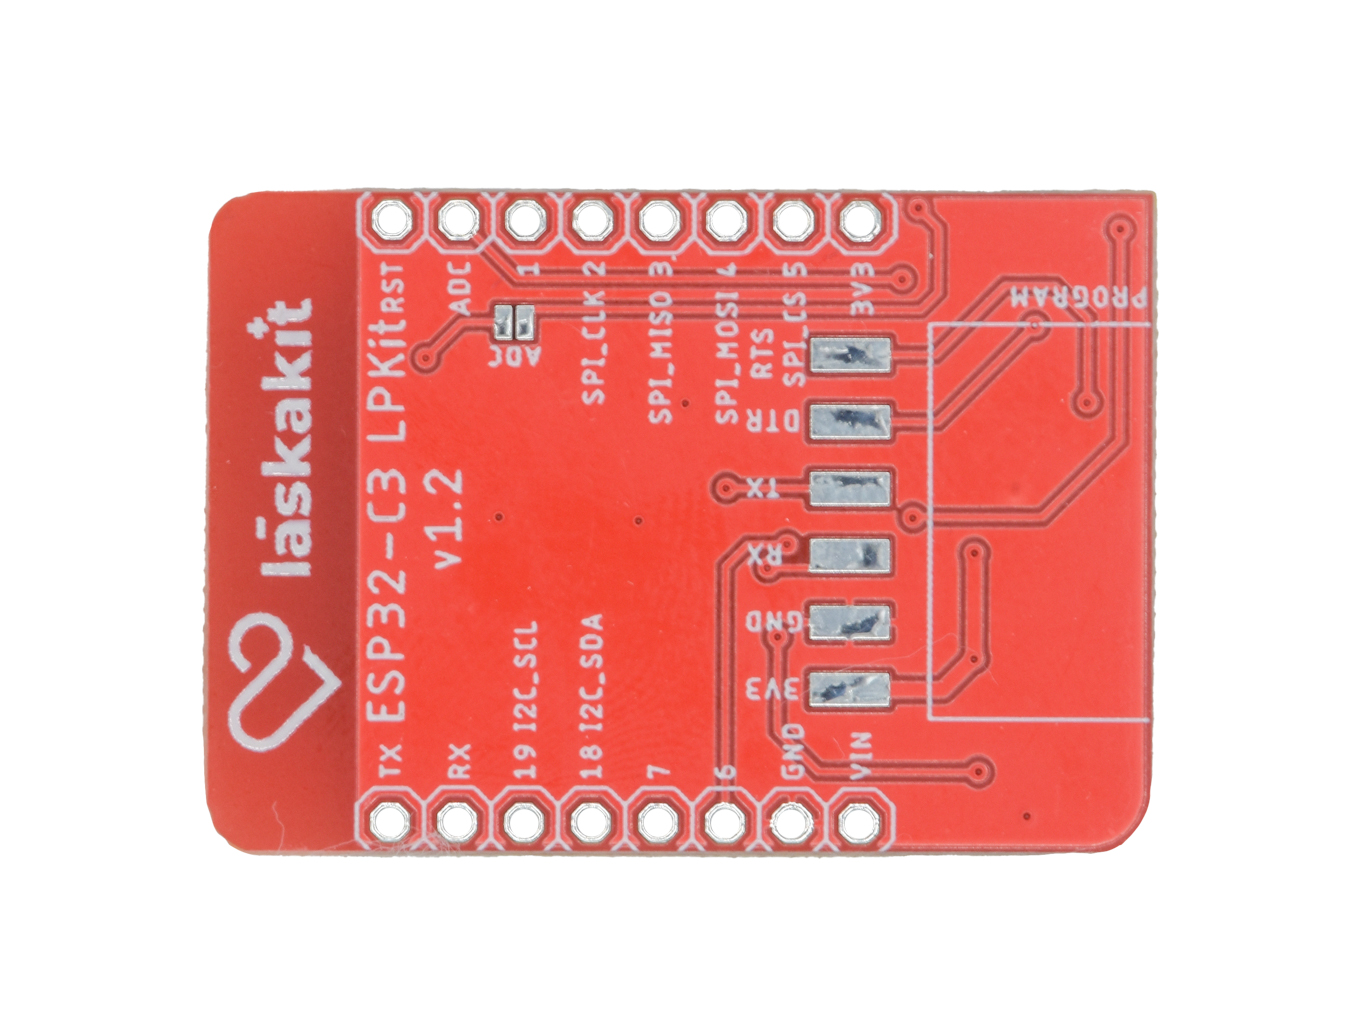 láskakit
ESP32-C3 LPKit
v1.2
RST
ADC
1
SPI_CLK 2
SPI_MISO 3
SPI_MOSI 4
SPI_CS 5
3V3
ADC
PROGRAM
RTS
DTR
TX
RX
GND
3V3
TX
RX
19 I2C_SCL
18 I2C_SDA
7
6
GND
VIN